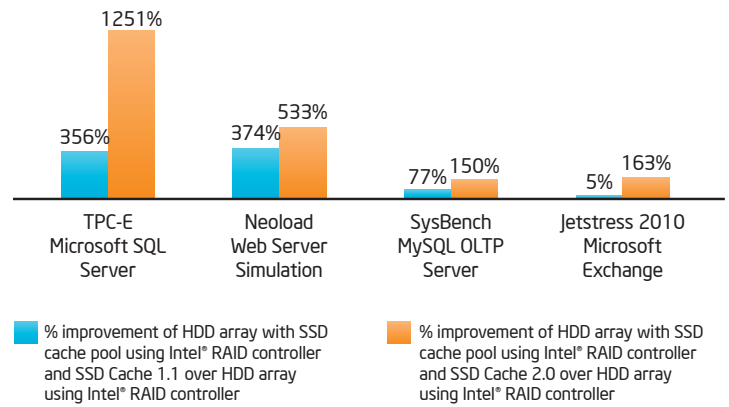 1251%
356%
374%
533%
77%
150%
5%
163%
TPC-E
Microsoft SQL
Server
Neoload
Web Server
Simulation
SysBench
MySQL OLTP
Server
Jetstress 2010
Microsoft
Exchange
% improvement of HDD array with SSD
cache pool using Intel® RAID controller
and SSD Cache 1.1 over HDD array
using Intel® RAID controller
% improvement of HDD array with SSD
cache pool using Intel® RAID controller
and SSD Cache 2.0 over HDD array
using Intel® RAID controller